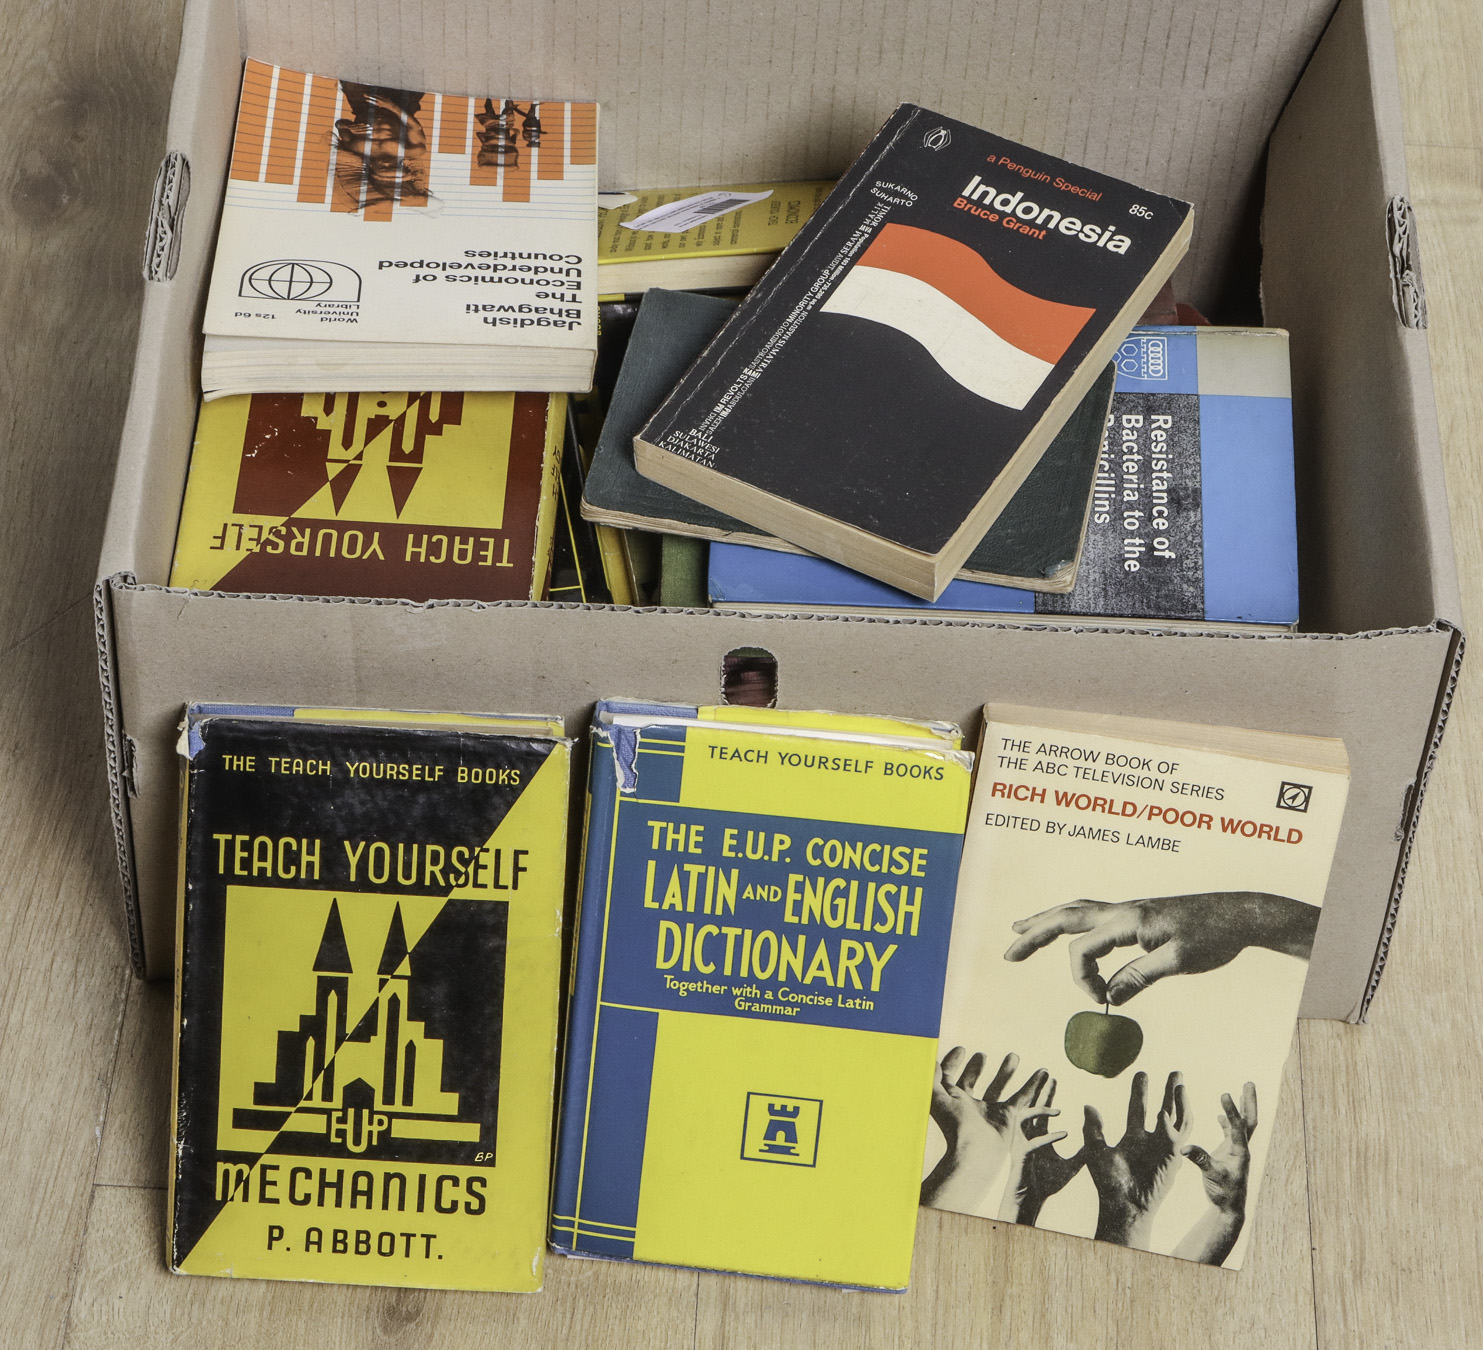 Jagdish
Bhagwati
The
Economics of
Underdeveloped
Countries
World
University
Library
12s 6d
TEACH YOURSELF
a Penguin Special
Indonesia
Bruce Grant
85c
SUKARNO
SUHARTO
BALI
SULAWESI
DJAKARTA
KALIMATAN
Resistance of
Bacteria to the
THE TEACH YOURSELF BOOKS
TEACH YOURSELF
EUP
BP
MECHANICS
P. ABBOTT.
TEACH YOURSELF BOOKS
THE E.U.P. CONCISE
LATIN AND ENGLISH
DICTIONARY
Together with a Concise Latin
Grammar
THE ARROW BOOK OF
THE ABC TELEVISION SERIES
RICH WORLD/POOR WORLD
EDITED BY JAMES LAMBE